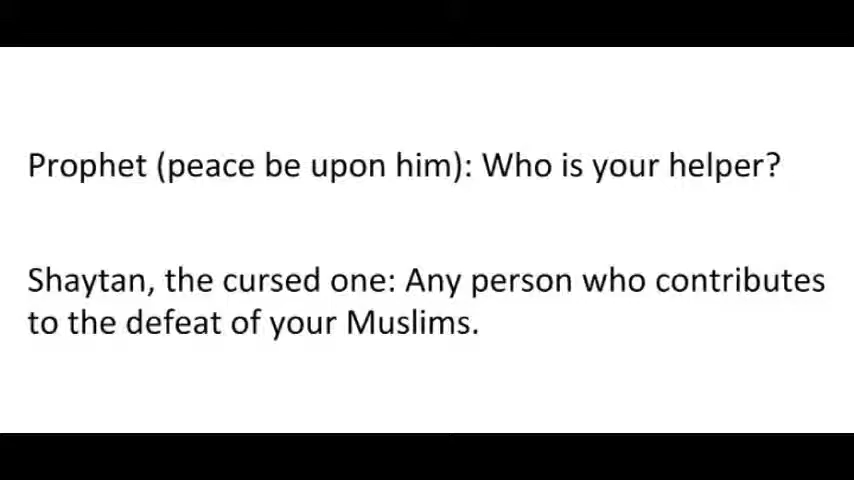 Prophet (peace be upon him): Who is your helper?
Shaytan, the cursed one: Any person who contributes
to the defeat of your Muslims.